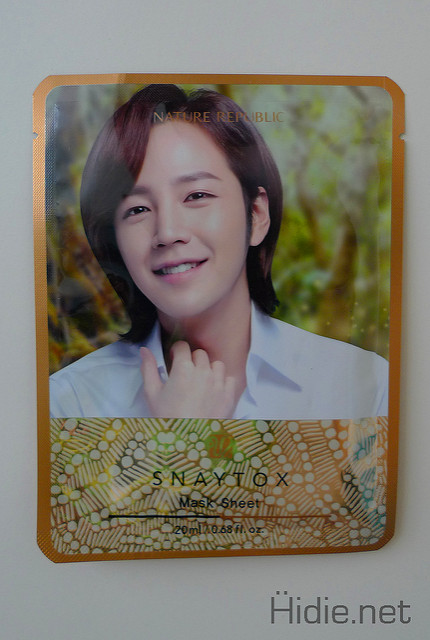 NATURE REPUBLIC
SNAYTOX
Mask Sheet
20ml / 0.68 fl. oz.
Hidie.net